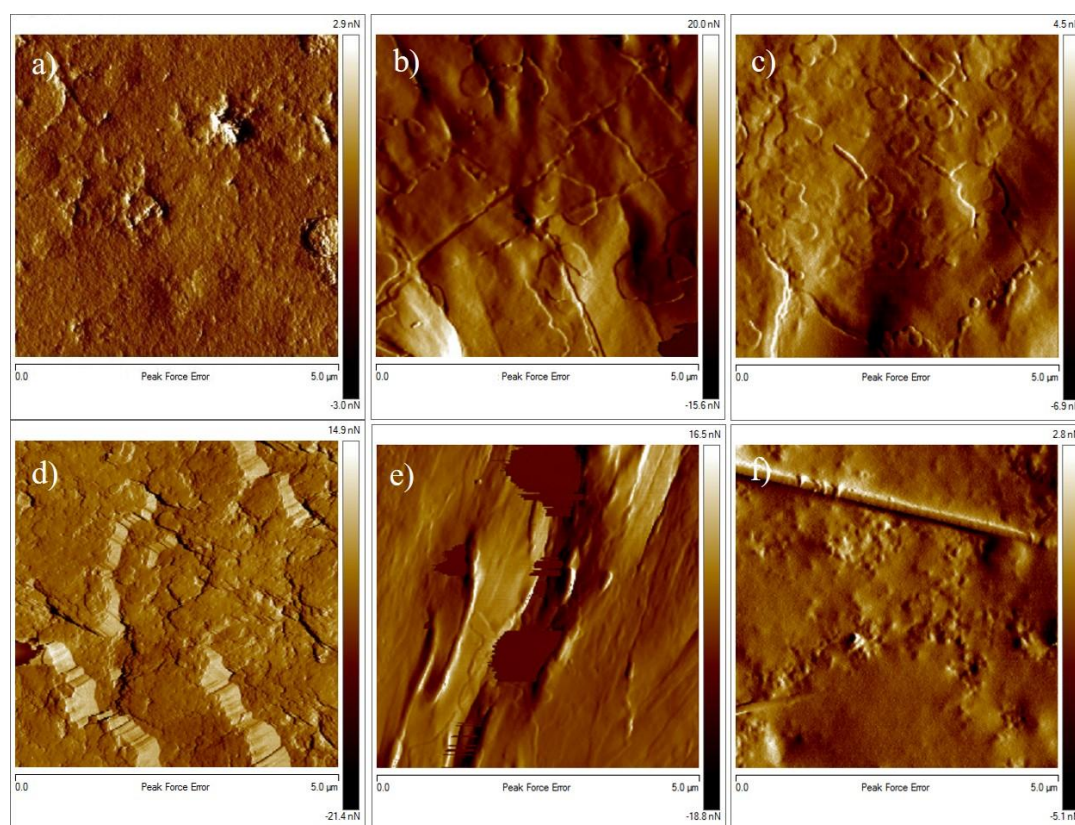 2.9 nN
a)
0.0 Peak Force Error 5.0 µm
-3.0 nN
20.0 nN
b)
0.0 Peak Force Error 5.0 µm
-15.6 nN
4.5 nN
c)
0.0 Peak Force Error 5.0 µm
-6.9 nN
14.9 nN
d)
0.0 Peak Force Error 5.0 µm
-21.4 nN
16.5 nN
e)
0.0 Peak Force Error 5.0 µm
-18.8 nN
2.8 nN
f)
0.0 Peak Force Error 5.0 µm
-5.1 nN